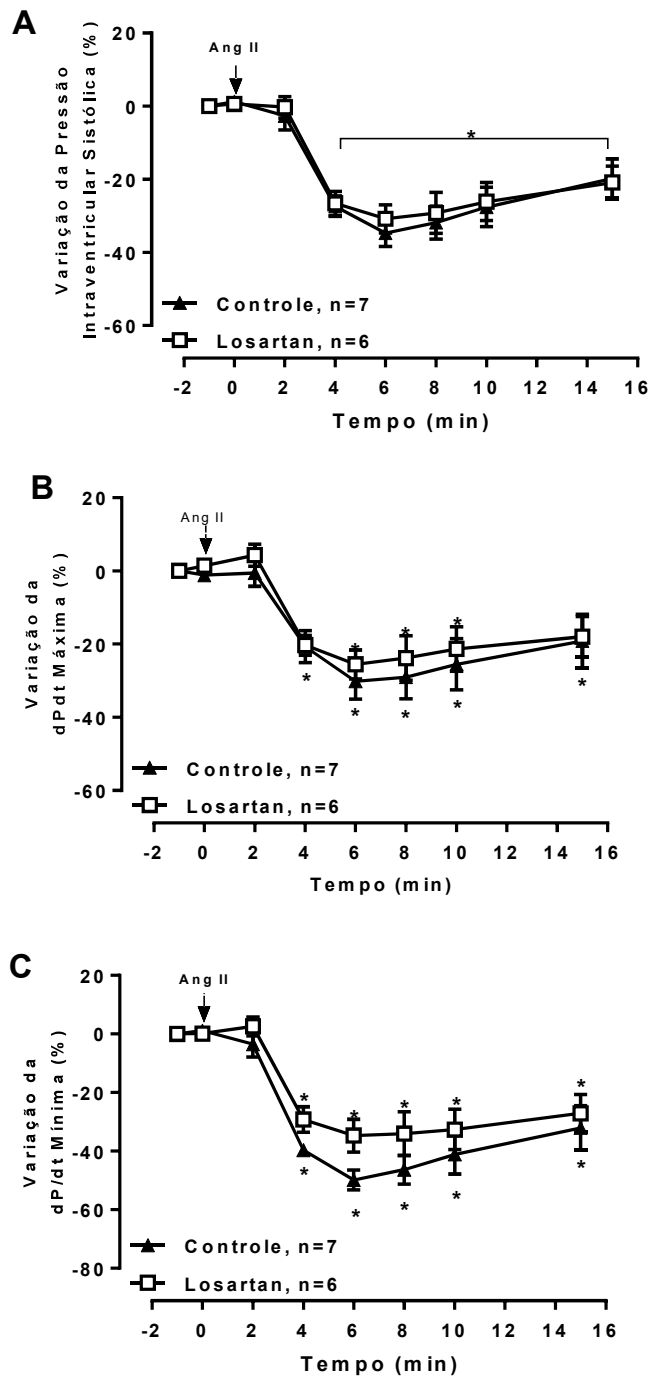 A
Ang II
Variação da Pressão
Intraventricular Sistólica (%)
20
0
-20
-40
-60
*
Controle, n=7
Losartan, n=6
-2 0 2 4 6 8 10 12 14 16
Tempo (min)
B
Ang II
Variação da
dPdt Máxima (%)
20
0
-20
-40
-60
* * *
* * * * *
Controle, n=7
Losartan, n=6
-2 0 2 4 6 8 10 12 14 16
Tempo (min)
C
Ang II
Variação da
dP/dt Mínima (%)
20
0
-20
-40
-60
-80
* * * * *
* * * * *
Controle, n=7
Losartan, n=6
-2 0 2 4 6 8 10 12 14 16
Tempo (min)